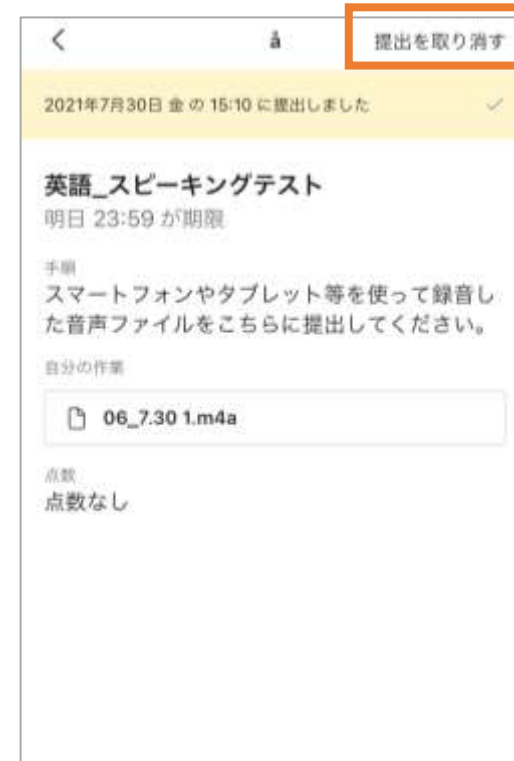 å 提出を取り消す
2021年7月30日 金 の 15:10 に提出しました
英語_スピーキングテスト
明日 23:59 が期限
手順
スマートフォンやタブレット等を使って録音し
た音声ファイルをこちらに提出してください。
自分の作業
06_7.30 1.m4a
点数
点数なし